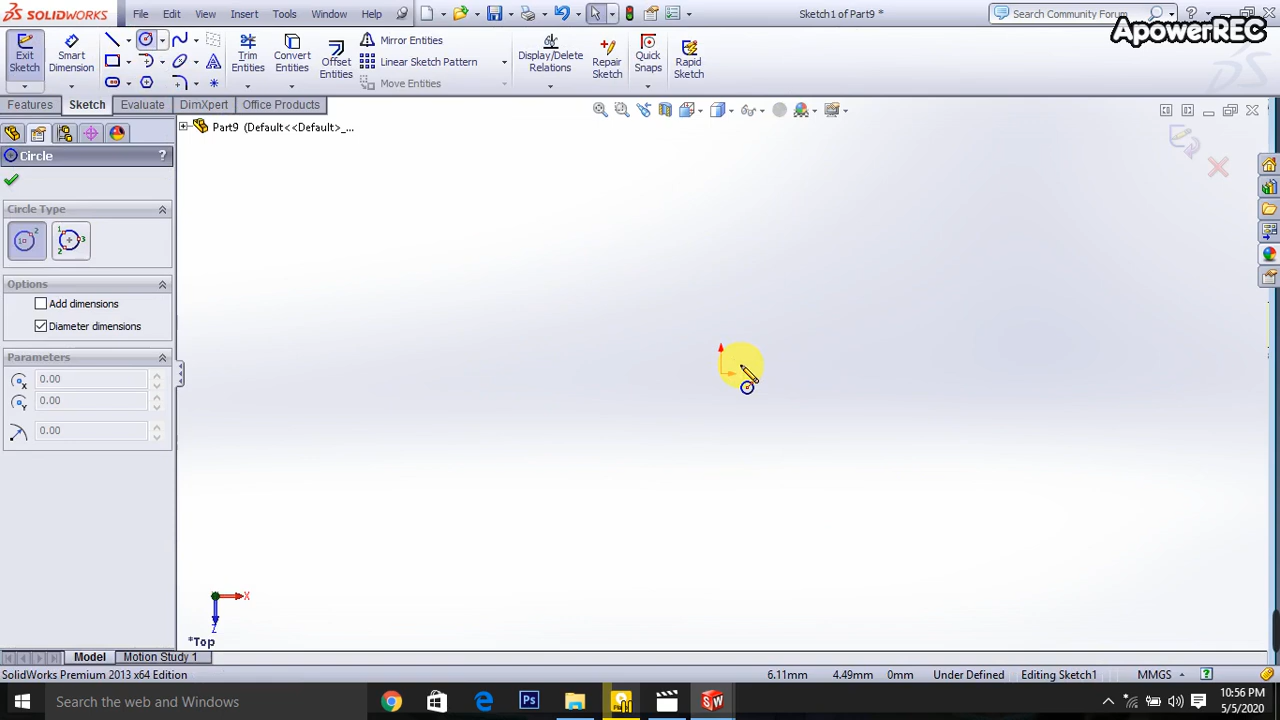 SOLIDWORKS File Edit View Insert Tools Window Help Sketch1 of Part9 * Search Community Forum ?
ApowerREC
Exit Sketch Smart Dimension Trim Entities Convert Entities Offset Entities Mirror Entities Linear Sketch Pattern Move Entities Display/Delete Relations Repair Sketch Quick Snaps Rapid Sketch
Features Sketch Evaluate DimXpert Office Products
Part9 (Default<<Default>_...
Circle ?
Circle Type
Options
Add dimensions
Diameter dimensions
Parameters
0.00
0.00
0.00
X
Z
*Top
Model Motion Study 1
SolidWorks Premium 2013 x64 Edition 6.11mm 4.49mm 0mm Under Defined Editing Sketch1 MMGS ?
Search the web and Windows
10:56 PM
5/5/2020